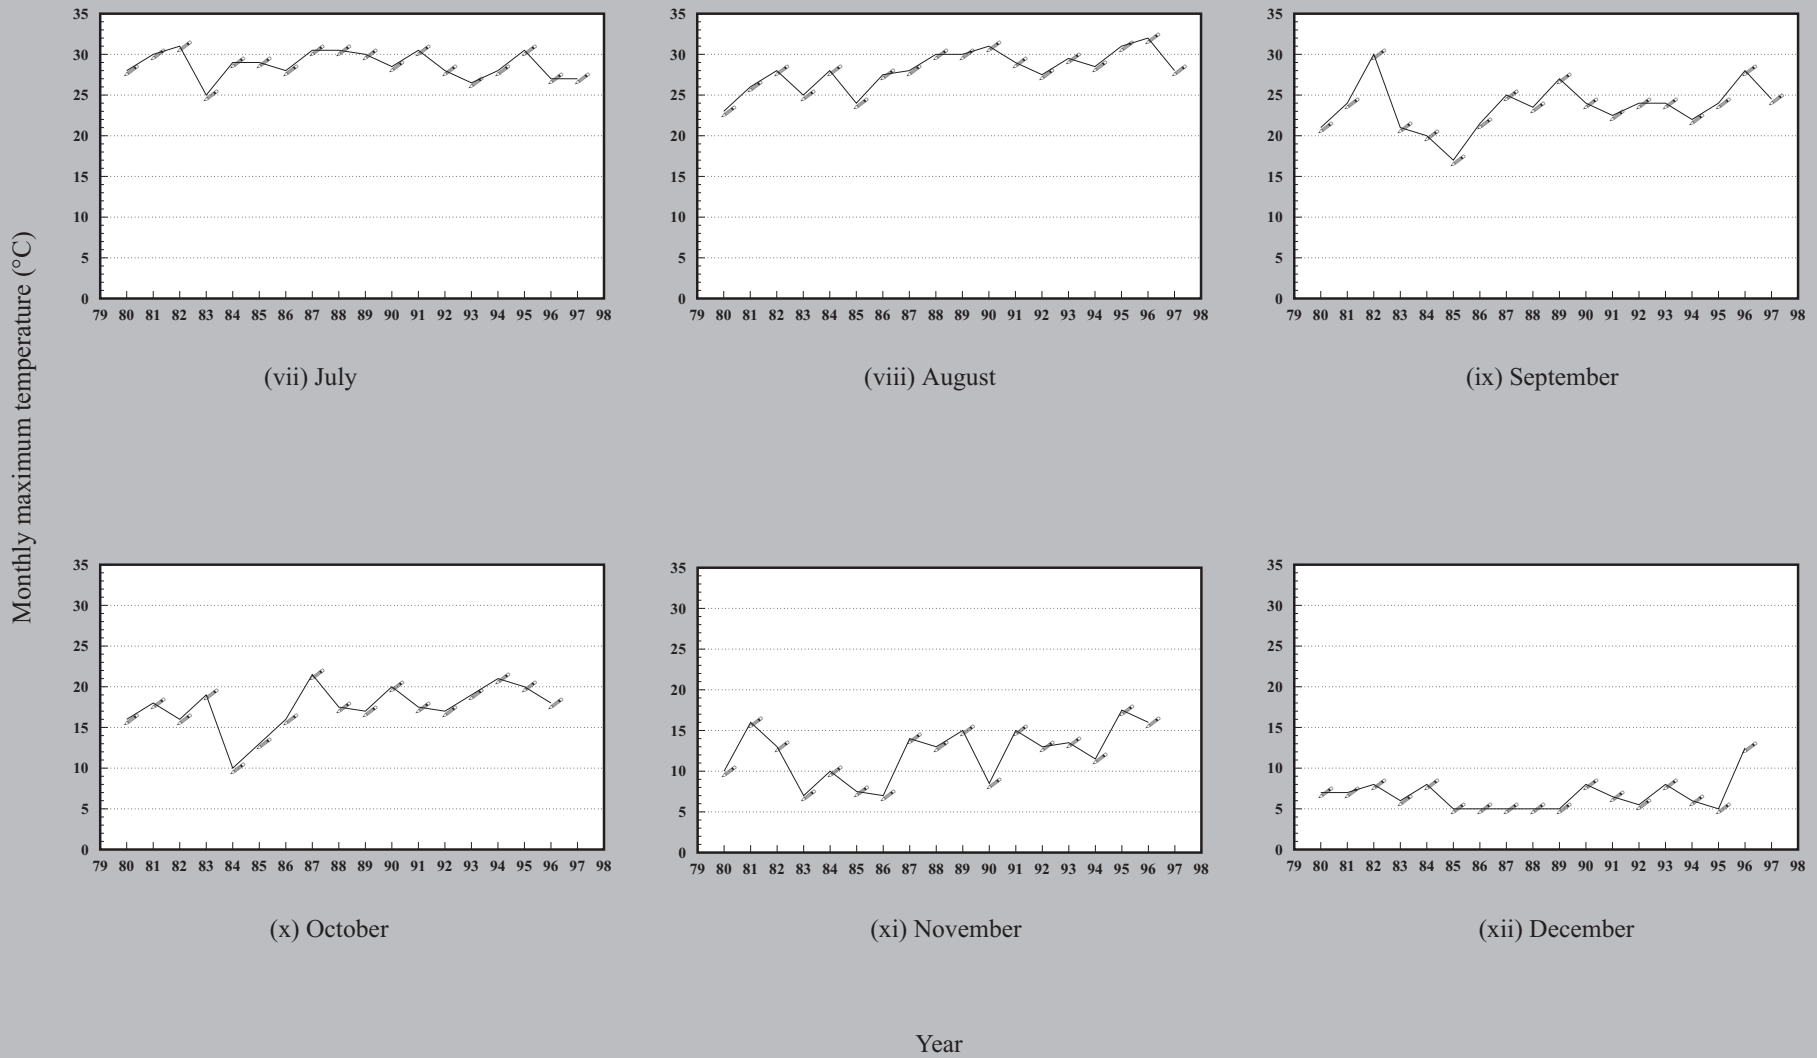 Monthly maximum temperature (°C)
35 35 35
30 30 30
25 25 25
20 20 20
15 15 15
10 10 10
5 5 5
0 0 0
79 80 81 82 83 84 85 86 87 88 89 90 91 92 93 94 95 96 97 98 79 80 81 82 83 84 85 86 87 88 89 90 91 92 93 94 95 96 97 98 79 80 81 82 83 84 85 86 87 88 89 90 91 92 93 94 95 96 97 98
(vii) July (viii) August (ix) September
35 35 35
30 30 30
25 25 25
20 20 20
15 15 15
10 10 10
5 5 5
0 0 0
79 80 81 82 83 84 85 86 87 88 89 90 91 92 93 94 95 96 97 98 79 80 81 82 83 84 85 86 87 88 89 90 91 92 93 94 95 96 97 98 79 80 81 82 83 84 85 86 87 88 89 90 91 92 93 94 95 96 97 98
(x) October (xi) November (xii) December
Year